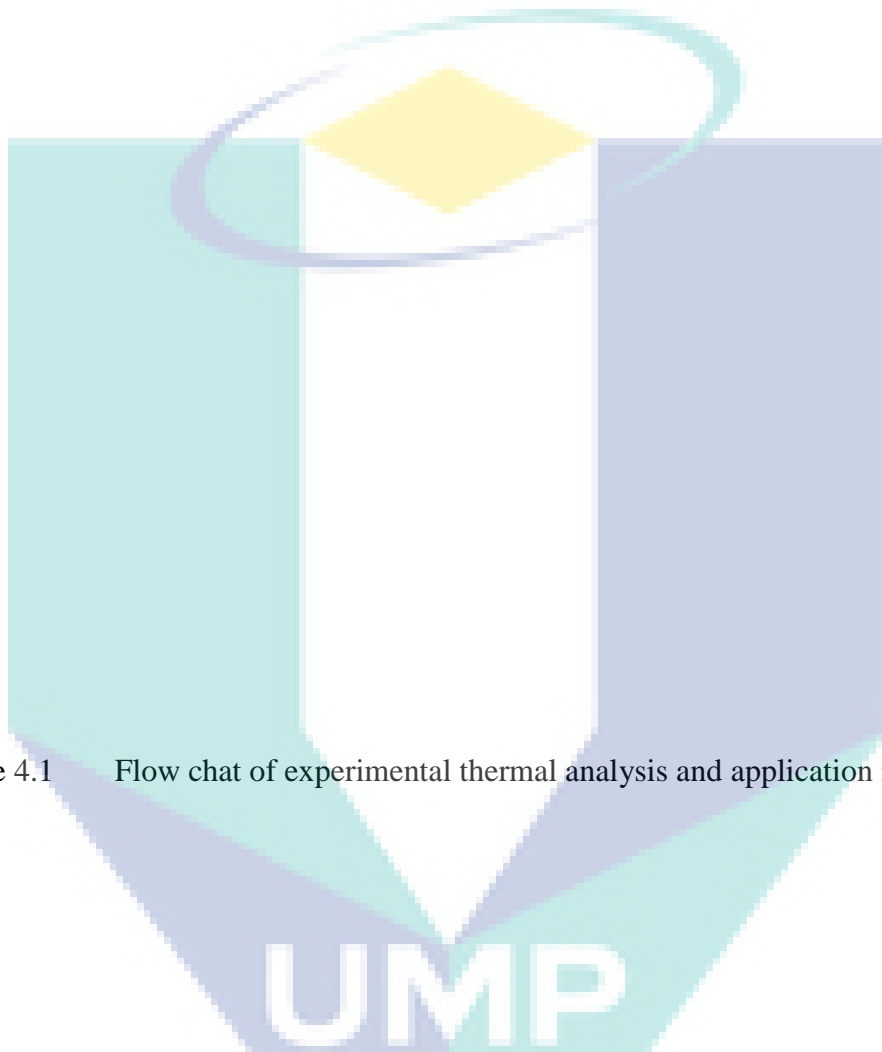 4.1 Flow chat of experimental thermal analysis and application
UMP